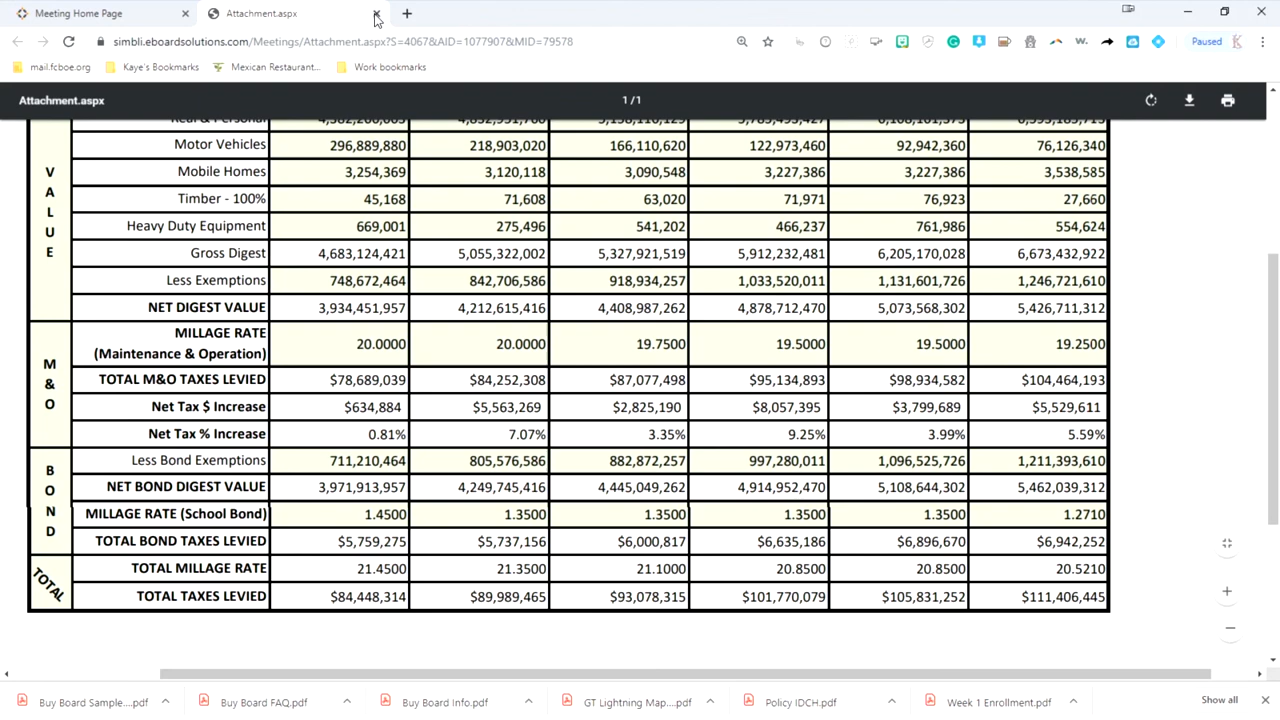 Meeting Home Page
Attachment.aspx
simbli.eboardsolutions.com/Meetings/Attachment.aspx?S=4067&AID=1077907&MID=79578
Paused
mail.fcboe.org Kaye's Bookmarks Mexican Restaurant... Work bookmarks
Attachment.aspx 1 / 1
Motor Vehicles 296,889,880 218,903,020 166,110,620 122,973,460 92,942,360 76,126,340
Mobile Homes 3,254,369 3,120,118 3,090,548 3,227,386 3,227,386 3,538,585
Timber - 100% 45,168 71,608 63,020 71,971 76,923 27,660
Heavy Duty Equipment 669,001 275,496 541,202 466,237 761,986 554,624
Gross Digest 4,683,124,421 5,055,322,002 5,327,921,519 5,912,232,481 6,205,170,028 6,673,432,922
Less Exemptions 748,672,464 842,706,586 918,934,257 1,033,520,011 1,131,601,726 1,246,721,610
NET DIGEST VALUE 3,934,451,957 4,212,615,416 4,408,987,262 4,878,712,470 5,073,568,302 5,426,711,312
VALUE
MILLAGE RATE
(Maintenance & Operation) 20.0000 20.0000 19.7500 19.5000 19.5000 19.2500
TOTAL M&O TAXES LEVIED $78,689,039 $84,252,308 $87,077,498 $95,134,893 $98,934,582 $104,464,193
Net Tax $ Increase $634,884 $5,563,269 $2,825,190 $8,057,395 $3,799,689 $5,529,611
Net Tax % Increase 0.81% 7.07% 3.35% 9.25% 3.99% 5.59%
M&O
Less Bond Exemptions 711,210,464 805,576,586 882,872,257 997,280,011 1,096,525,726 1,211,393,610
NET BOND DIGEST VALUE 3,971,913,957 4,249,745,416 4,445,049,262 4,914,952,470 5,108,644,302 5,462,039,312
MILLAGE RATE (School Bond) 1.4500 1.3500 1.3500 1.3500 1.3500 1.2710
TOTAL BOND TAXES LEVIED $5,759,275 $5,737,156 $6,000,817 $6,635,186 $6,896,670 $6,942,252
BOND
TOTAL MILLAGE RATE 21.4500 21.3500 21.1000 20.8500 20.8500 20.5210
TOTAL TAXES LEVIED $84,448,314 $89,989,465 $93,078,315 $101,770,079 $105,831,252 $111,406,445
TOTAL
Buy Board Sample....pdf Buy Board FAQ.pdf Buy Board Info.pdf GT Lightning Map....pdf Policy IDCH.pdf Week 1 Enrollment.pdf Show all